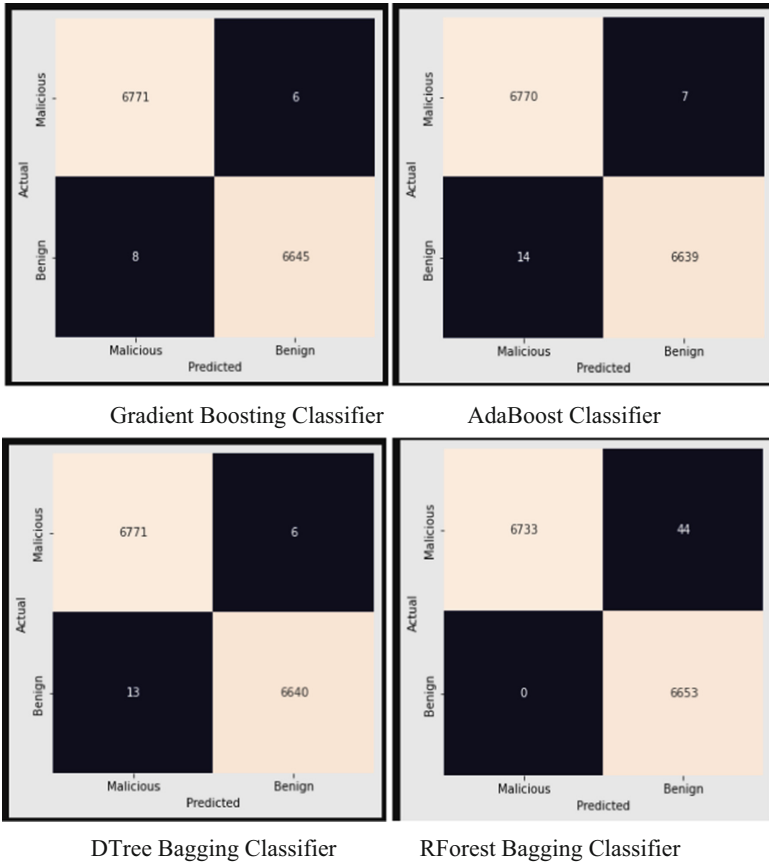 Malicious
6771
6
Actual
Benign
8
6645
Malicious
Benign
Predicted
Malicious
6770
7
Actual
Benign
14
6639
Malicious
Benign
Predicted
Gradient Boosting Classifier
AdaBoost Classifier
Malicious
6771
6
Actual
Benign
13
6640
Malicious
Benign
Predicted
Malicious
6733
44
Actual
Benign
0
6653
Malicious
Benign
Predicted
DTree Bagging Classifier
RForest Bagging Classifier